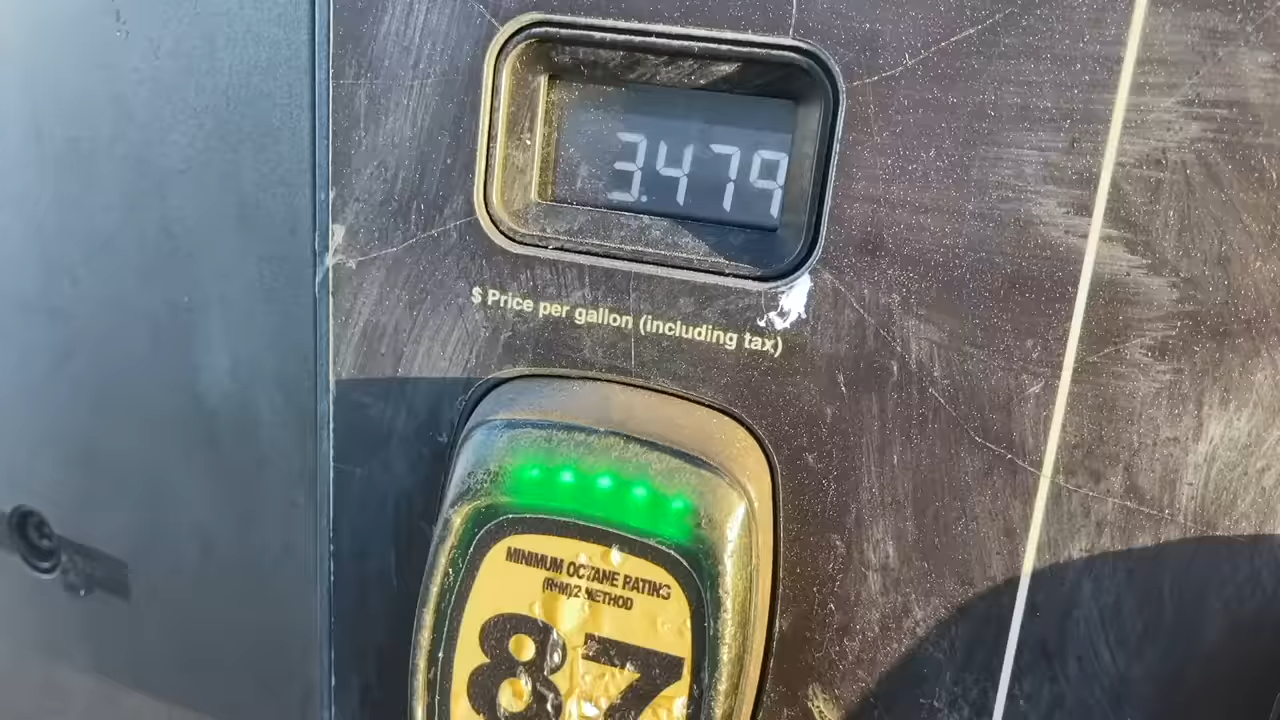 3.479
$ Price per gallon (including tax)
MINIMUM OCTANE RATING
(R+M)/2 METHOD
87